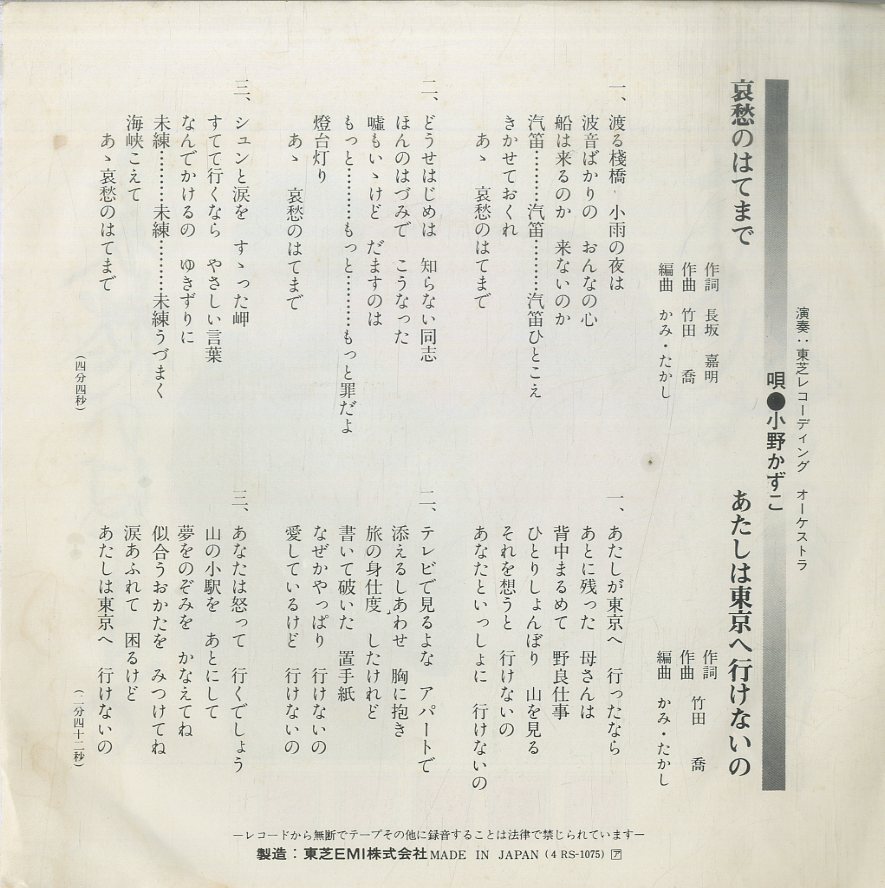 演奏:東芝レコーディング オーケストラ
唄●小野かずこ
哀愁のはてまで
作詞 長坂 嘉明
作曲 竹田 喬
編曲 かみ・たかし
一、渡る棧橋 小雨の夜は
波音ばかりの おんなの心
船は来るのか 来ないのか
汽笛………汽笛………汽笛ひとこえ
きかせておくれ
あゝ 哀愁のはてまで
二、どうせはじめは 知らない同志
ほんのはづみで こうなった
嘘もいゝけど だますのは
もっと………もっと………もっと罪だよ
燈台灯り
あゝ 哀愁のはてまで
三、シュンと涙を すゝった岬
すてて行くなら やさしい言葉
なんでかけるの ゆきずりに
未練………未練………未練うづまく
海峡こえて
あゝ哀愁のはてまで
(四分四秒)
あたしは東京へ行けないの
作詞
作曲 竹田 喬
編曲 かみ・たかし
一、あたしが東京へ 行ったなら
あとに残った 母さんは
背中まるめて 野良仕事
ひとりしょんぼり 山を見る
それを想うと 行けないの
あなたといっしょに 行けないの
二、テレビで見るよな アパートで
添えるしあわせ 胸に抱き
旅の身仕度 したけれど
書いて破いた 置手紙
なぜかやっぱり 行けないの
愛しているけど 行けないの
三、あなたは怒って 行くでしょう
山の小駅を あとにして
夢をのぞみを かなえてね
似合うおかたを みつけてね
涙あふれて 困るけど
あたしは東京へ 行けないの
(二分四十二秒)
―レコードから無断でテープその他に録音することは法律で禁じられています―
製造:東芝EMI株式会社 MADE IN JAPAN (4 RS-1075) ア